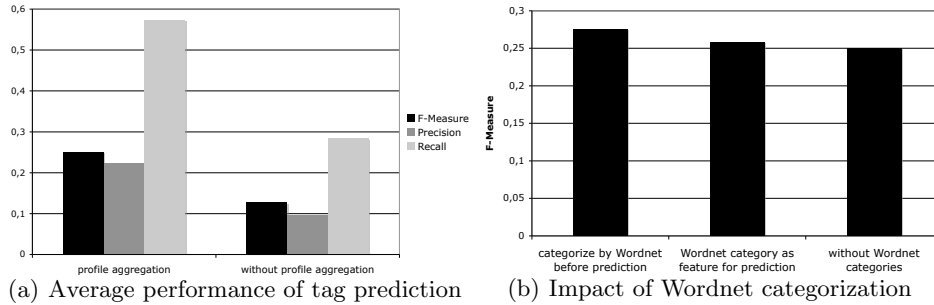 0,6
0,5
0,4
0,3
0,2
0,1
0
profile aggregation without profile aggregation
F-Measure
Precision
Recall
(a) Average performance of tag prediction
0,3
0,25
0,2
0,15
0,1
0,05
0
F-Measure
categorize by Wordnet before prediction
Wordnet category as feature for prediction
without Wordnet categories
(b) Impact of Wordnet categorization